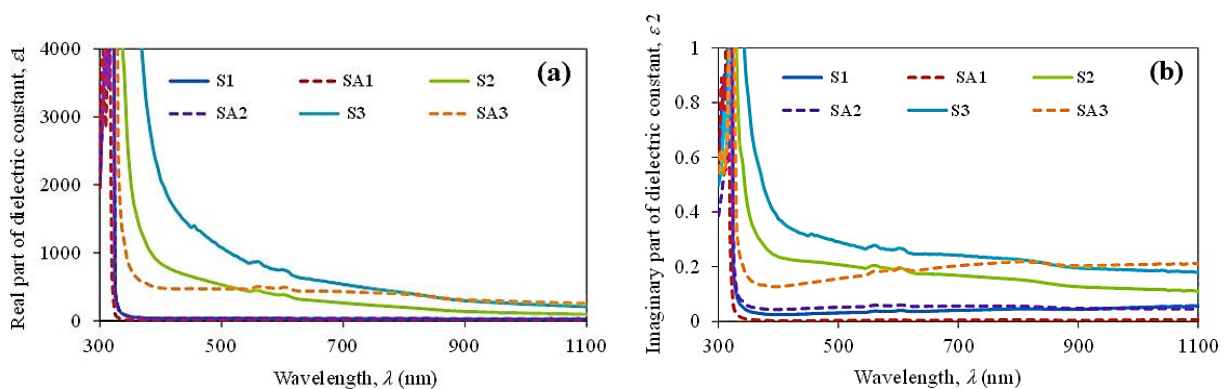 Real part of dielectric constant, ε1
4000
3000
2000
1000
0
(a)
S1 SA1 S2
SA2 S3 SA3
300 500 700 900 1100
Wavelength, λ (nm)
Imaginary part of dielectric constant, ε2
1
0.8
0.6
0.4
0.2
0
(b)
S1 SA1 S2
SA2 S3 SA3
300 500 700 900 1100
Wavelength, λ (nm)